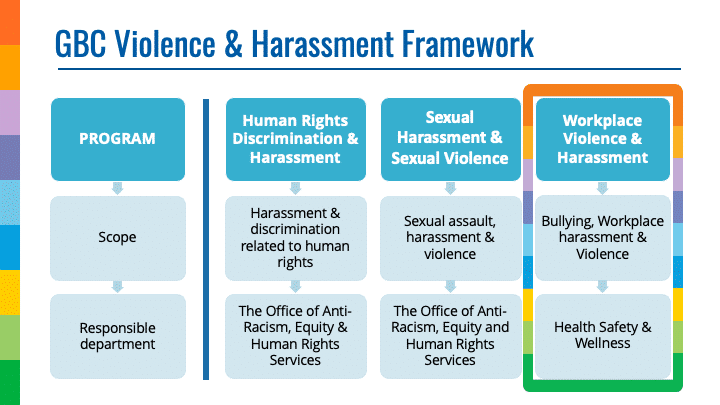 GBC Violence & Harassment Framework
PROGRAM
Human Rights
Discrimination &
Harassment
Sexual
Harassment &
Sexual Violence
Workplace
Violence &
Harassment
Scope
Harassment &
discrimination
related to human
rights
Sexual assault,
harassment &
violence
Bullying, Workplace
harassment &
Violence
Responsible
department
The Office of Anti-
Racism, Equity &
Human Rights
Services
The Office of Anti-
Racism, Equity and
Human Rights
Services
Health Safety &
Wellness